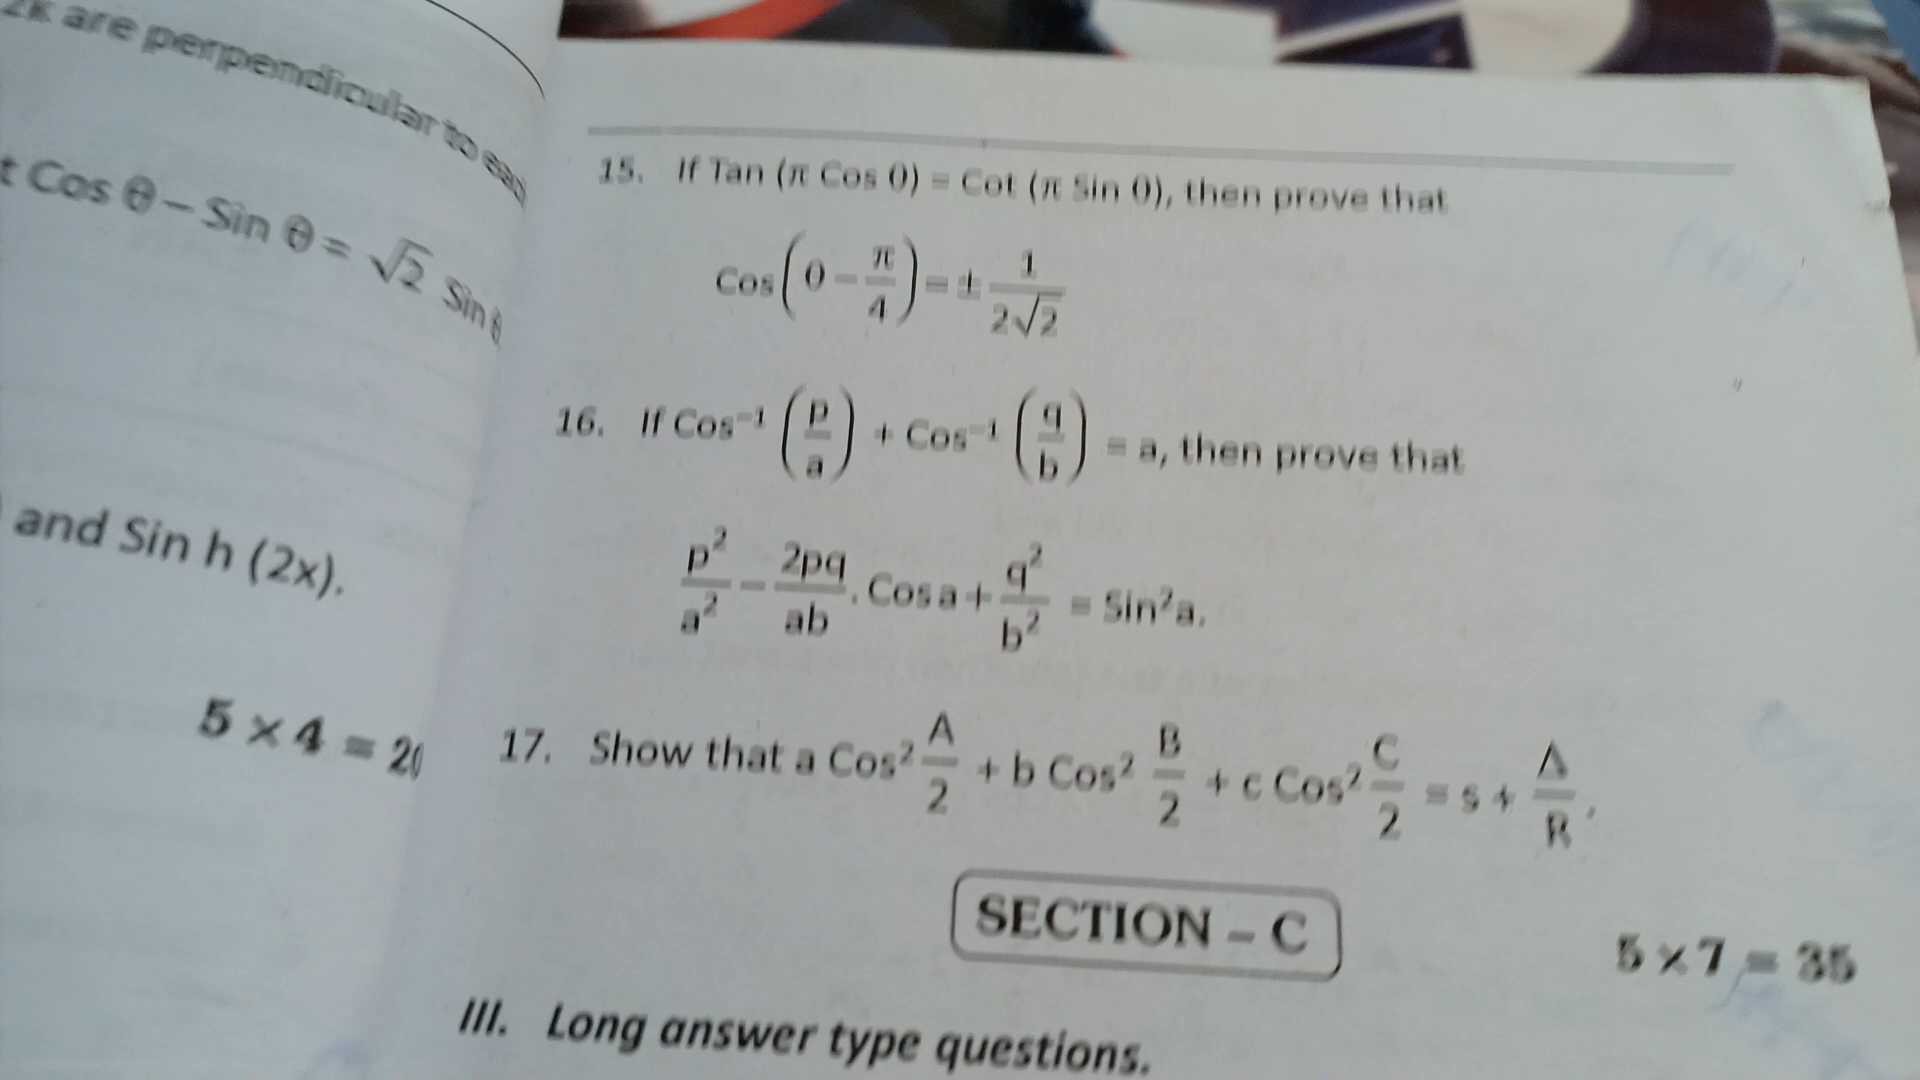 2k are perpendicular to each
t Cos θ – Sin θ = √2 Sin θ
and Sin h (2x).
5 × 4 = 20
15. If Tan (π Cos θ) = Cot (π Sin θ), then prove that
Cos(θ – π/4) = ± 1/2√2
16. If Cos⁻¹ (p/a) + Cos⁻¹ (q/b) = a, then prove that
p²/a² – 2pq/ab . Cos a + q²/b² = Sin²a.
17. Show that a Cos² A/2 + b Cos² B/2 + c Cos² C/2 = s + Δ/R.
SECTION – C
5 × 7 = 35
III. Long answer type questions.